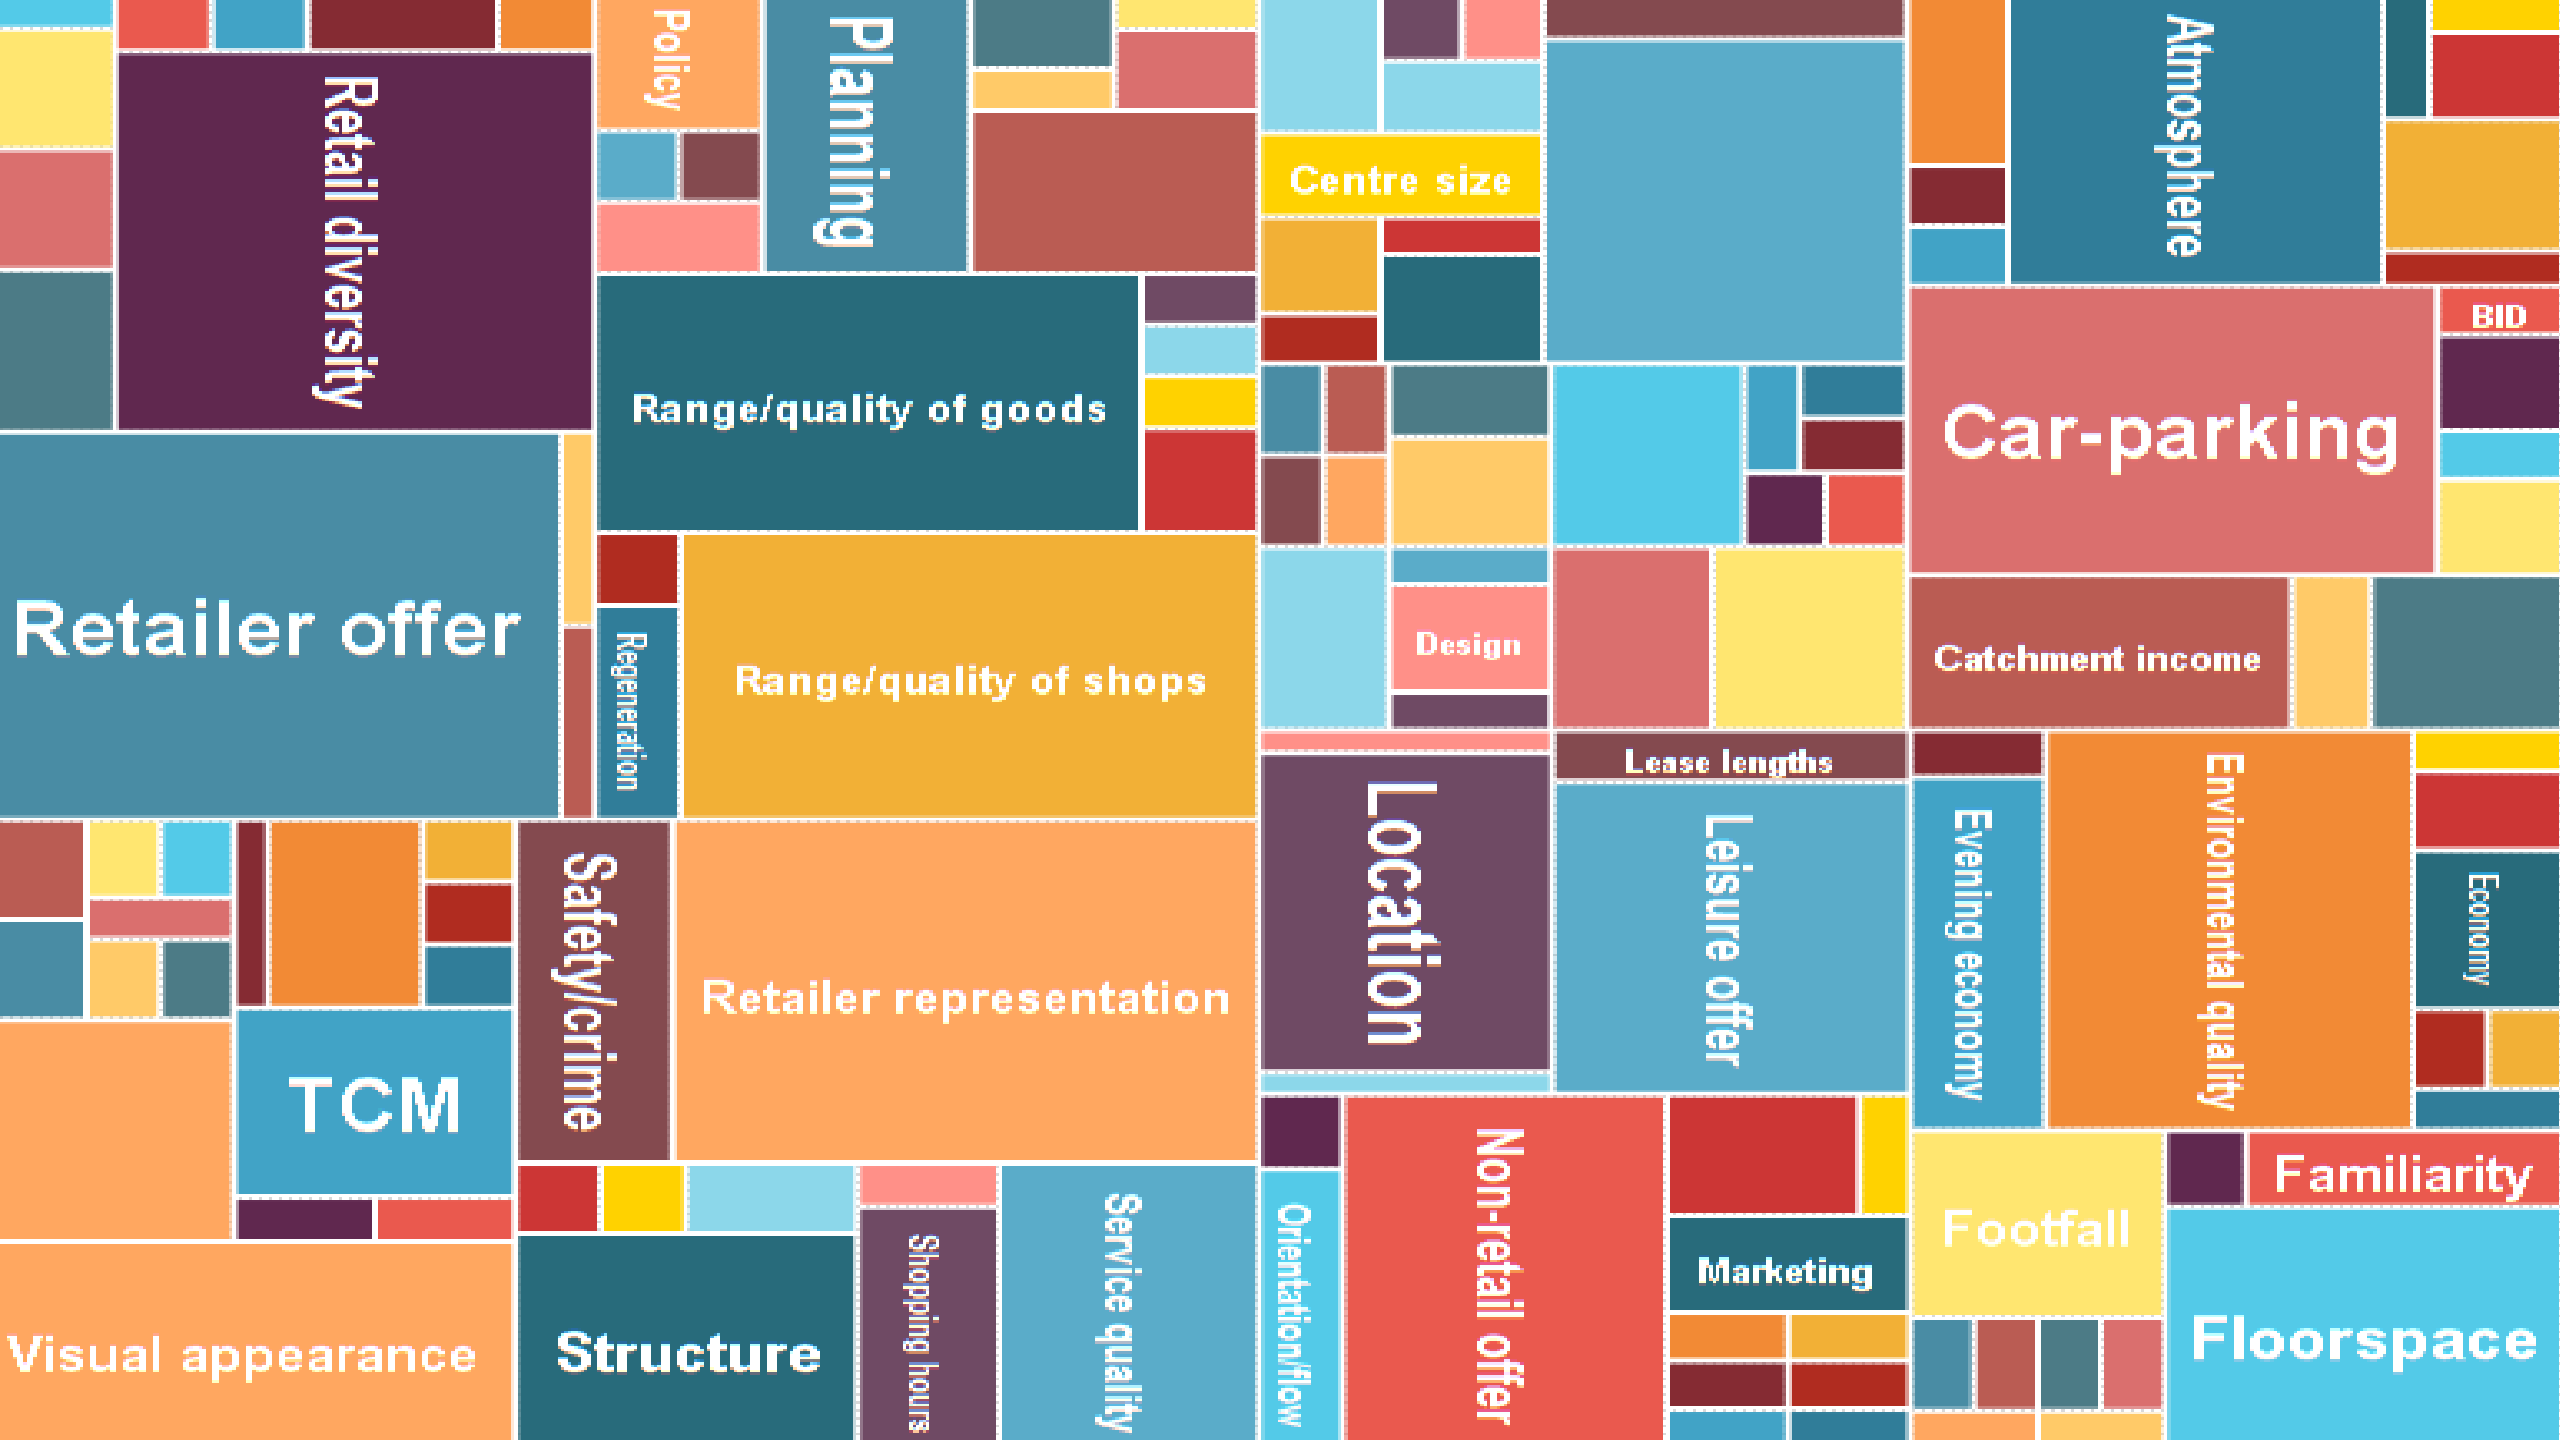 Policy
Planning
Atmosphere
Retail diversity
Centre size
BID
Range/quality of goods
Car-parking
Retailer offer
Regeneration
Range/quality of shops
Design
Catchment income
Lease lengths
Location
Leisure offer
Evening economy
Environmental quality
Economy
Safety/crime
Retailer representation
TCM
Non-retail offer
Familiarity
Footfall
Orientation/flow
Service quality
Shopping hours
Marketing
Visual appearance
Structure
Floorspace